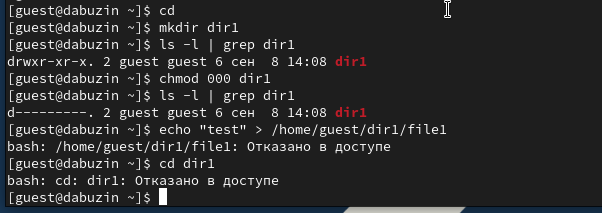 [guest@dabuzin ~]$ cd
[guest@dabuzin ~]$ mkdir dir1
[guest@dabuzin ~]$ ls -l | grep dir1
drwxr-xr-x. 2 guest guest 6 сен  8 14:08 dir1
[guest@dabuzin ~]$ chmod 000 dir1
[guest@dabuzin ~]$ ls -l | grep dir1
d---------. 2 guest guest 6 сен  8 14:08 dir1
[guest@dabuzin ~]$ echo "test" > /home/guest/dir1/file1
bash: /home/guest/dir1/file1: Отказано в доступе
[guest@dabuzin ~]$ cd dir1
bash: cd: dir1: Отказано в доступе
[guest@dabuzin ~]$